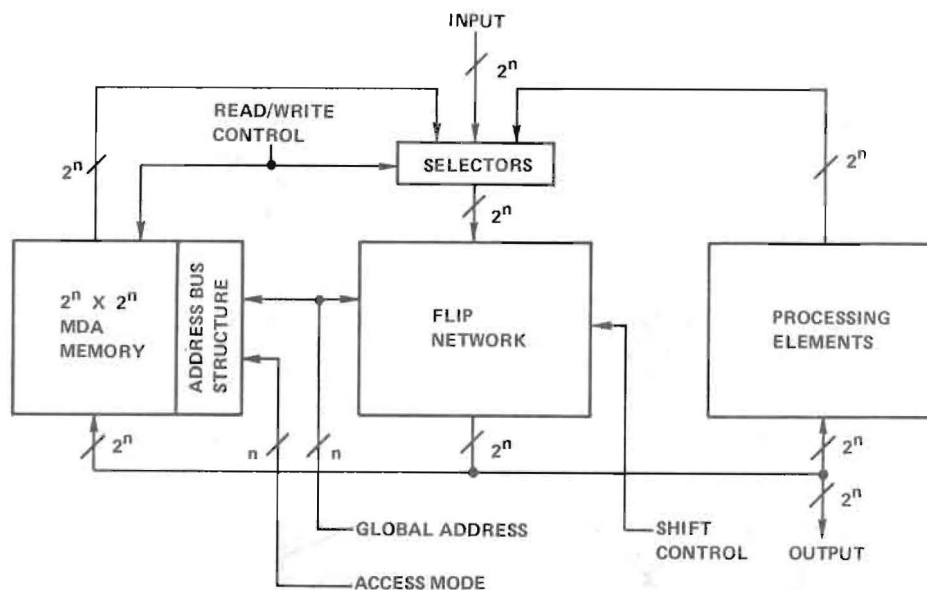 INPUT
2ⁿ
READ/WRITE
CONTROL
2ⁿ
SELECTORS
2ⁿ
2ⁿ
2ⁿ X 2ⁿ
MDA
MEMORY
ADDRESS BUS
STRUCTURE
FLIP
NETWORK
PROCESSING
ELEMENTS
2ⁿ
n
n
2ⁿ
2ⁿ
2ⁿ
GLOBAL ADDRESS
SHIFT
CONTROL
OUTPUT
ACCESS MODE